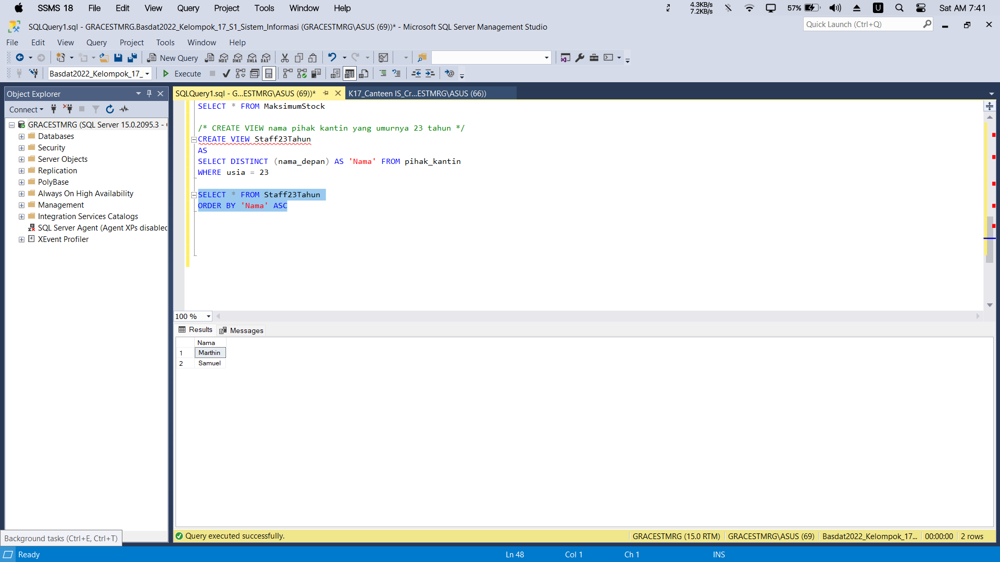 SSMS 18 File Edit View Query Project Tools Window Help 4.3KB/s 7.2KB/s 57% U Sat AM 7:41
SQLQuery1.sql - GRACESTMRG.Basdat2022_Kelompok_17_S1_Sistem_Informasi (GRACESTMRG\ASUS (69))* - Microsoft SQL Server Management Studio
Quick Launch (Ctrl+Q)
File Edit View Query Project Tools Window Help
New Query MDX DMX XMLA DAX
Basdat2022_Kelompok_17_ Execute
Object Explorer
Connect
GRACESTMRG (SQL Server 15.0.2095.3 -
Databases
Security
Server Objects
Replication
PolyBase
Always On High Availability
Management
Integration Services Catalogs
SQL Server Agent (Agent XPs disabled
XEvent Profiler
SQLQuery1.sql - G...ESTMRG\ASUS (69))* K17_Canteen IS_Cr...ESTMRG\ASUS (66))
SELECT * FROM MaksimumStock
/* CREATE VIEW nama pihak kantin yang umurnya 23 tahun */
CREATE VIEW Staff23Tahun
AS
SELECT DISTINCT (nama_depan) AS 'Nama' FROM pihak_kantin
WHERE usia = 23
SELECT * FROM Staff23Tahun
ORDER BY 'Nama' ASC
100 %
Results Messages
Nama
1 Marthin
2 Samuel
Query executed successfully. GRACESTMRG (15.0 RTM) GRACESTMRG\ASUS (69) Basdat2022_Kelompok_17... 00:00:00 2 rows
Background tasks (Ctrl+E, Ctrl+T)
Ready Ln 48 Col 1 Ch 1 INS